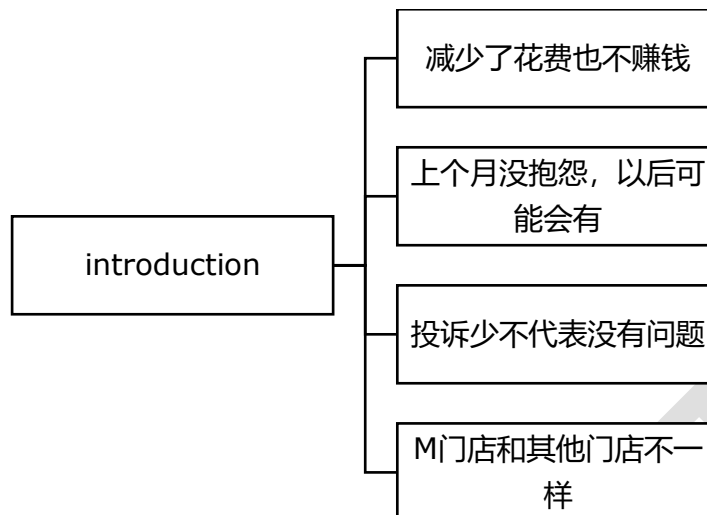 减少了花费也不赚钱
上个月没抱怨，以后可
能会有
introduction
投诉少不代表没有问题
M门店和其他门店不一
样